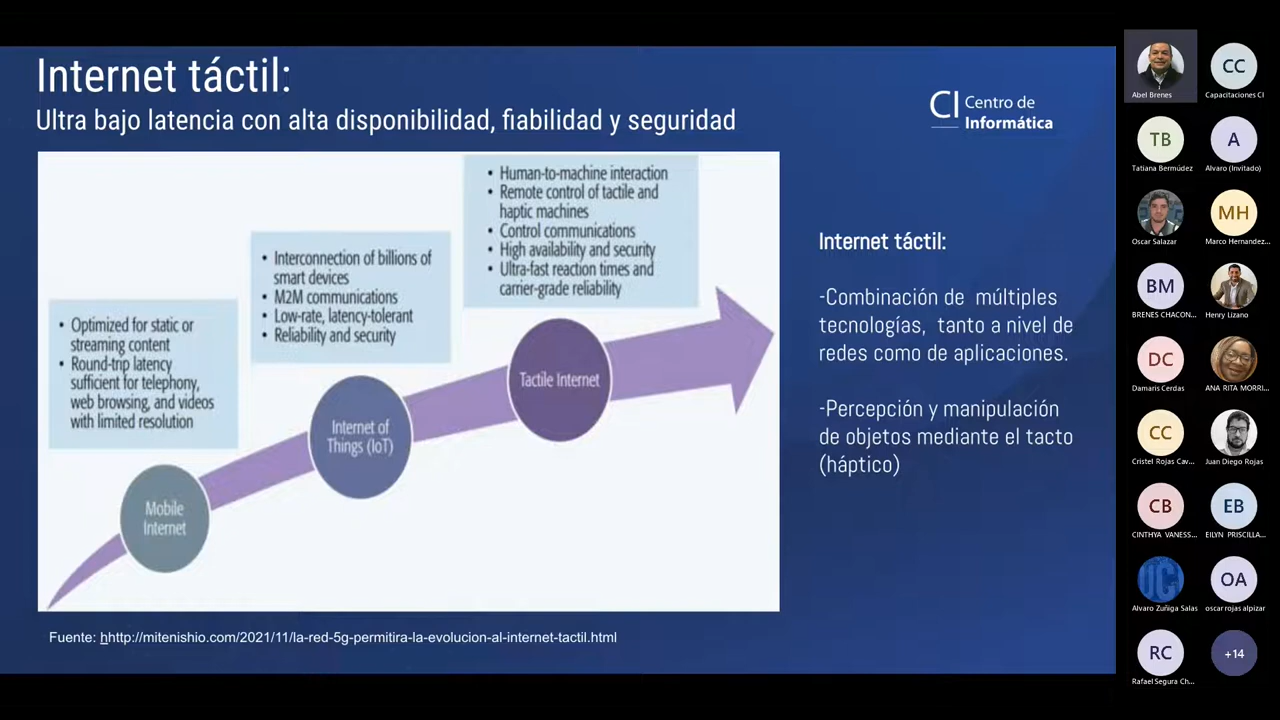 Internet táctil:
Ultra bajo latencia con alta disponibilidad, fiabilidad y seguridad
CI Centro de
Informática
• Optimized for static or
streaming content
• Round-trip latency
sufficient for telephony,
web browsing, and videos
with limited resolution
Mobile
Internet
• Interconnection of billions of
smart devices
• M2M communications
• Low-rate, latency-tolerant
• Reliability and security
Internet of
Things (IoT)
• Human-to-machine interaction
• Remote control of tactile and
haptic machines
• Control communications
• High availability and security
• Ultra-fast reaction times and
carrier-grade reliability
Tactile Internet
Internet táctil:
-Combinación de múltiples
tecnologías, tanto a nivel de
redes como de aplicaciones.
-Percepción y manipulación
de objetos mediante el tacto
(háptico)
Fuente: hhttp://mitenishio.com/2021/11/la-red-5g-permitira-la-evolucion-al-internet-tactil.html
Abel Brenes
CC
Capacitaciones CI
TB
Tatiana Bermúdez
A
Alvaro (Invitado)
Oscar Salazar
MH
Marco Hernandez...
BM
BRENES CHACON...
Henry Lizano
DC
Damaris Cerdas
ANA RITA MORRI...
CC
Cristel Rojas Cav...
Juan Diego Rojas
CB
CINTHYA VANESS...
EB
EILYN PRISCILLA...
UCI
Alvaro Zuñiga Salas
OA
oscar rojas alpizar
RC
Rafael Segura Ch...
+14